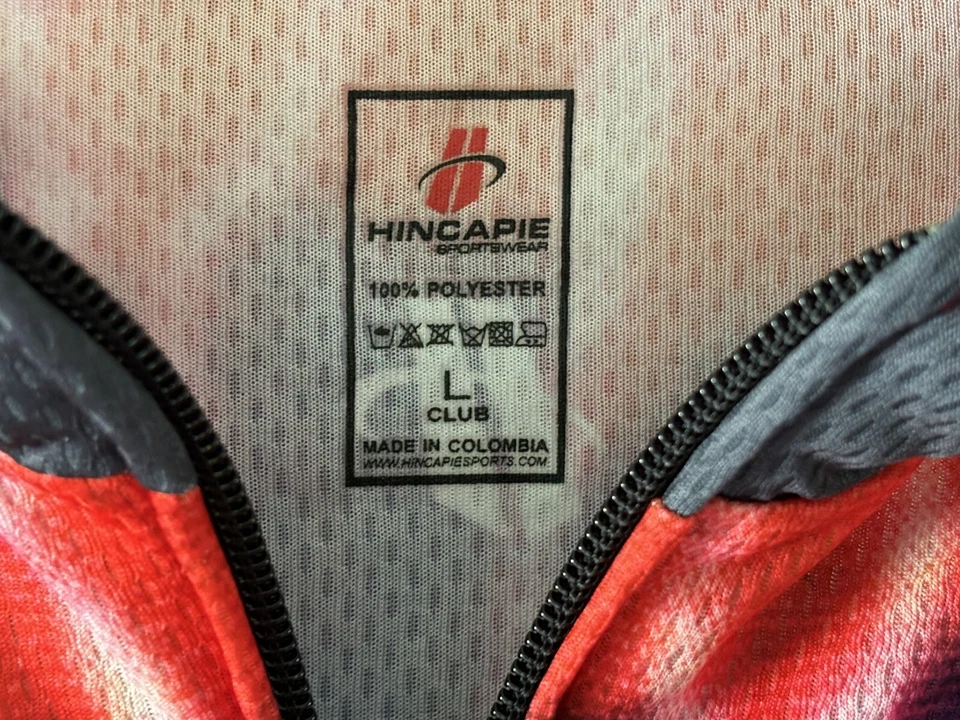 HINCAPIE
SPORTSWEAR
100% POLYESTER
L
CLUB
MADE IN COLOMBIA
WWW.HINCAPIESPORTS.COM